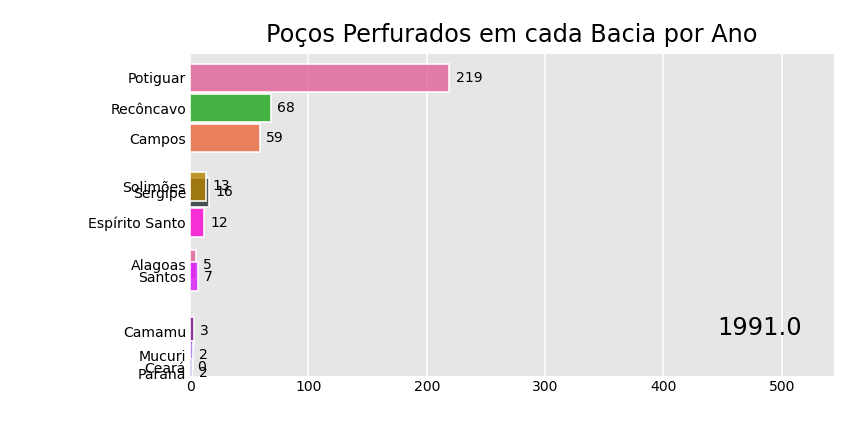 Poços Perfurados em cada Bacia por Ano
Potiguar 219
Recôncavo 68
Campos 59
Solimões 13
Sergipe 16
Espírito Santo 12
Alagoas 5
Santos 7
Camamu 3
1991.0
Mucuri 2
Ceará 0
Paraná 2
0 100 200 300 400 500